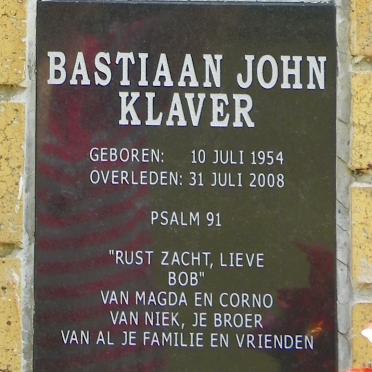 BASTIAAN JOHN
KLAVER
GEBOREN: 10 JULI 1954
OVERLEDEN: 31 JULI 2008
PSALM 91
"RUST ZACHT, LIEVE
BOB"
VAN MAGDA EN CORNO
VAN NIEK, JE BROER
VAN AL JE FAMILIE EN VRIENDEN